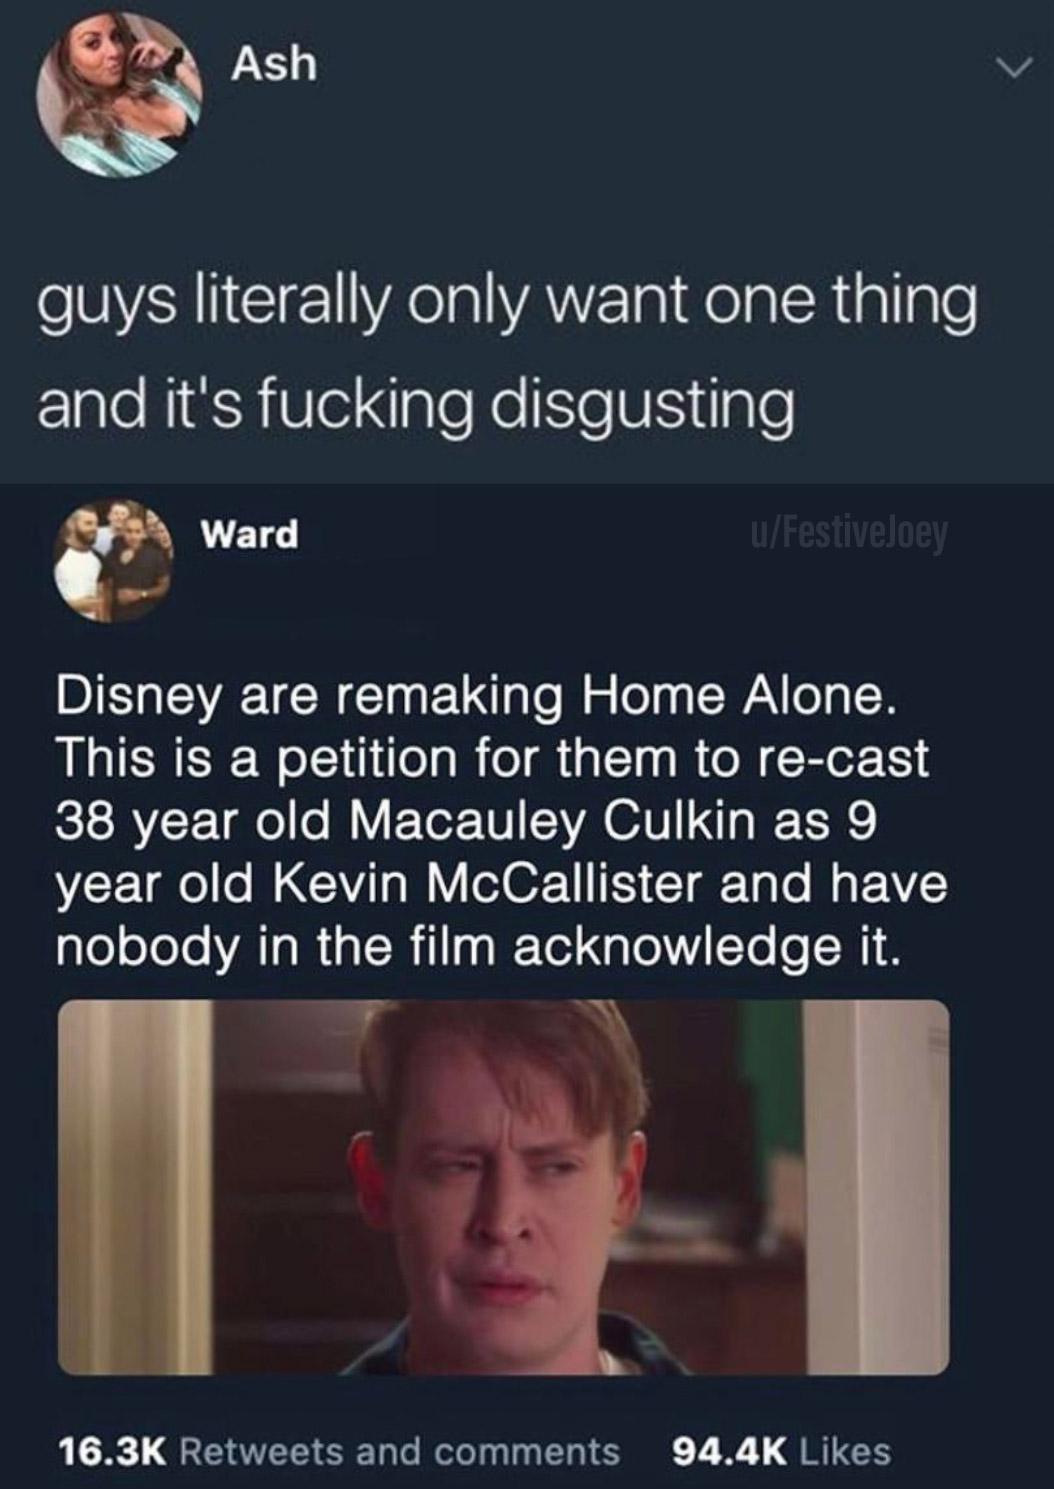 Ash
guys literally only want one thing
and it's fucking disgusting
Ward
u/FestiveJoey
Disney are remaking Home Alone.
This is a petition for them to re-cast
38 year old Macauley Culkin as 9
year old Kevin McCallister and have
nobody in the film acknowledge it.
16.3K Retweets and comments 94.4K Likes